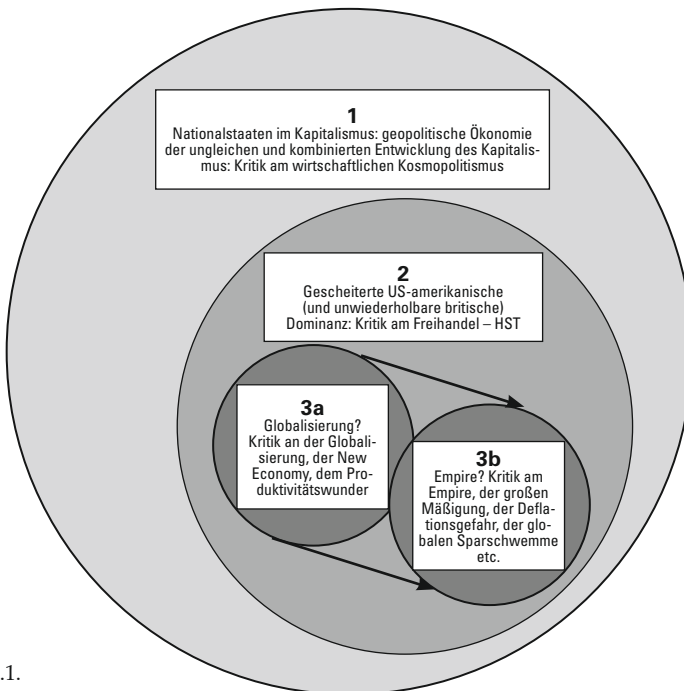 1
Nationalstaaten im Kapitalismus: geopolitische Ökonomie
der ungleichen und kombinierten Entwicklung des Kapitalis-
mus: Kritik am wirtschaftlichen Kosmopolitismus
2
Gescheiterte US-amerikanische
(und unwiederholbare britische)
Dominanz: Kritik am Freihandel – HST
3a
Globalisierung?
Kritik an der Globali-
sierung, der New
Economy, dem Pro-
duktivitätswunder
3b
Empire? Kritik am
Empire, der großen
Mäßigung, der Defla-
tionsgefahr, der glo-
balen Sparschwemme
etc.
.1.